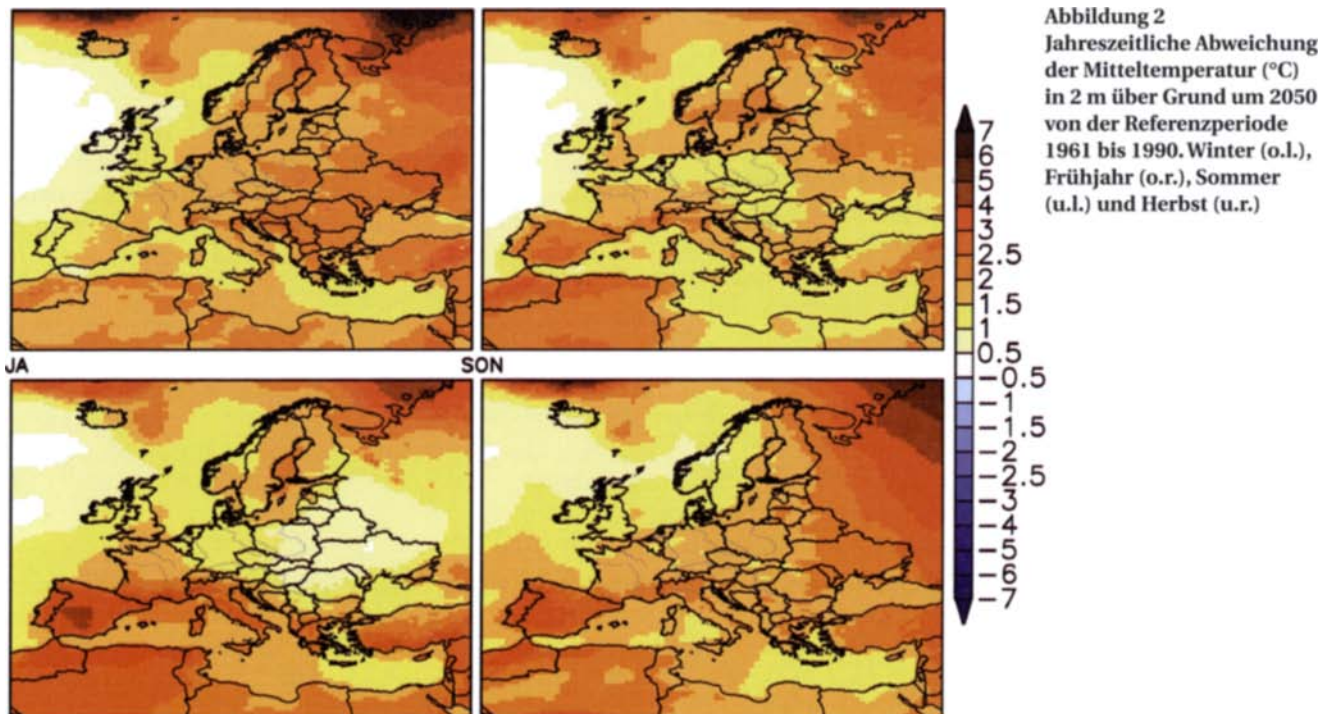 Abbildung 2
Jahreszeitliche Abweichung
der Mitteltemperatur (°C)
in 2 m über Grund um 2050
von der Referenzperiode
1961 bis 1990. Winter (o.l.),
Frühjahr (o.r.), Sommer
(u.l.) und Herbst (u.r.)
7
6
5
4
3
2.5
2
1.5
1
0.5
−0.5
−1
−1.5
−2
−2.5
−3
−4
−5
−6
−7
JA
SON